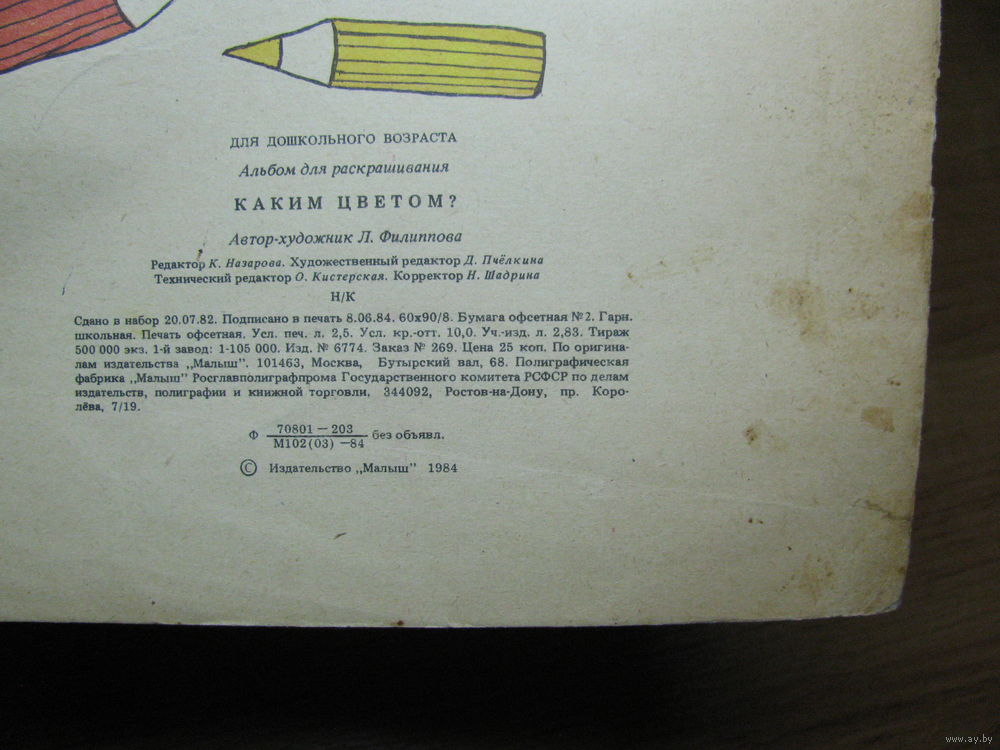 ДЛЯ ДОШКОЛЬНОГО ВОЗРАСТА
Альбом для раскрашивания
КАКИМ ЦВЕТОМ?
Автор-художник Л. Филиппова
Редактор К. Назарова. Художественный редактор Д. Пчёлкина
Технический редактор О. Кистерская. Корректор Н. Шадрина
Н/К
Сдано в набор 20.07.82. Подписано в печать 8.06.84. 60х90/8. Бумага офсетная №2. Гарн.
школьная. Печать офсетная. Усл. печ. л. 2,5. Усл. кр.-отт. 10,0. Уч.-изд. л. 2,83. Тираж
500 000 экз. 1-й завод: 1-105 000. Изд. № 6774. Заказ № 269. Цена 25 коп. По оригина-
лам издательства „Малыш". 101463, Москва, Бутырский вал, 68. Полиграфическая
фабрика „Малыш" Росглавполиграфпрома Государственного комитета РСФСР по делам
издательств, полиграфии и книжной торговли, 344092, Ростов-на-Дону, пр. Коро-
лёва, 7/19.
Ф 70801 — 203 без объявл.
М102(03) —84
© Издательство „Малыш" 1984
www.ay.by